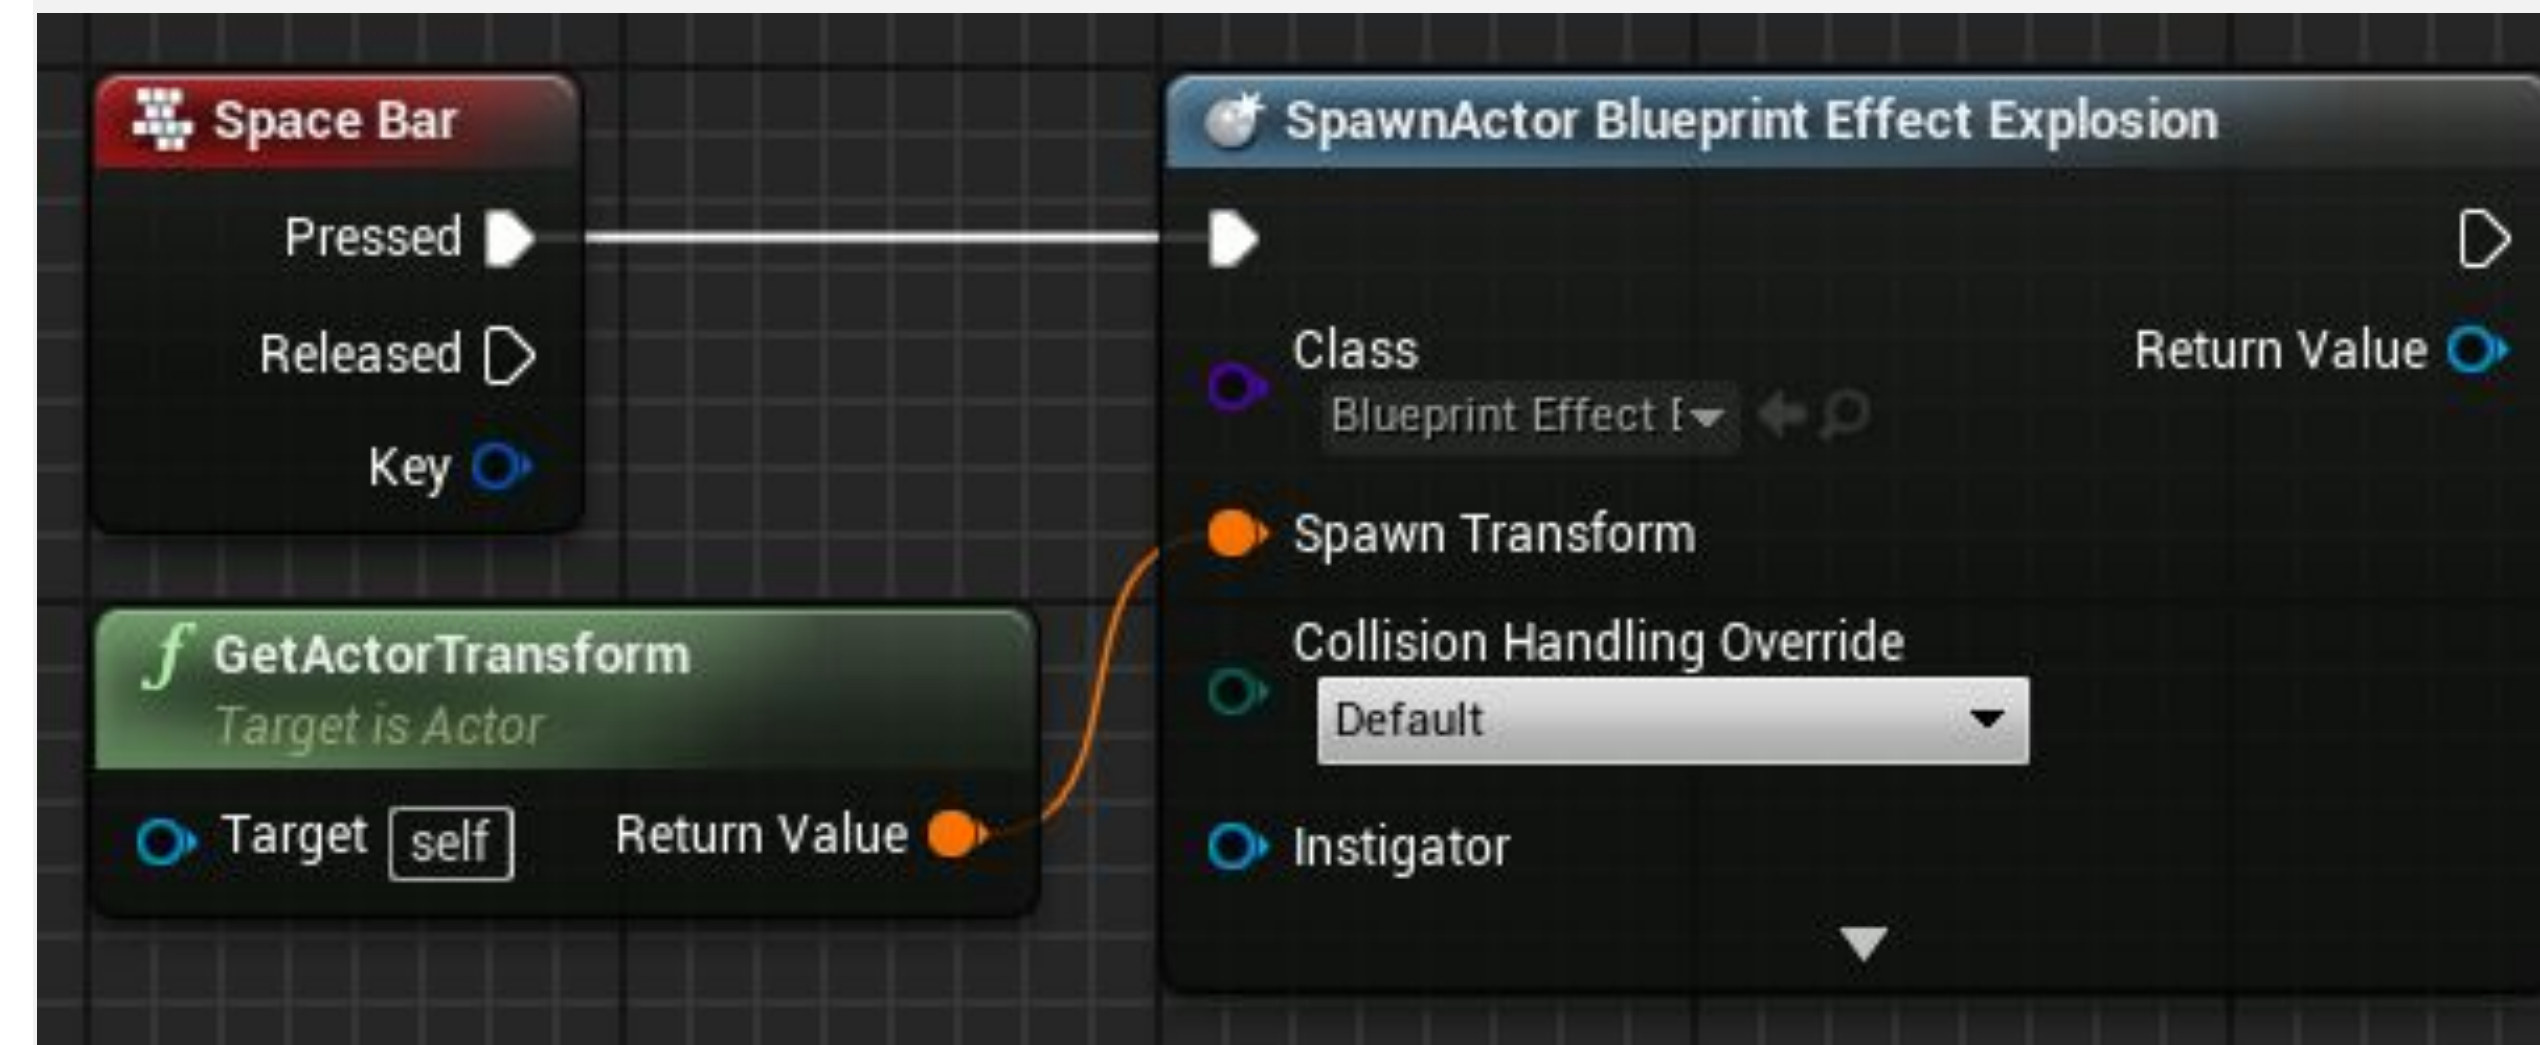 Space Bar
Pressed
Released
Key
GetActorTransform
Target is Actor
Target self Return Value
SpawnActor Blueprint Effect Explosion
Class
Return Value
Blueprint Effect
Spawn Transform
Collision Handling Override
Default
Instigator